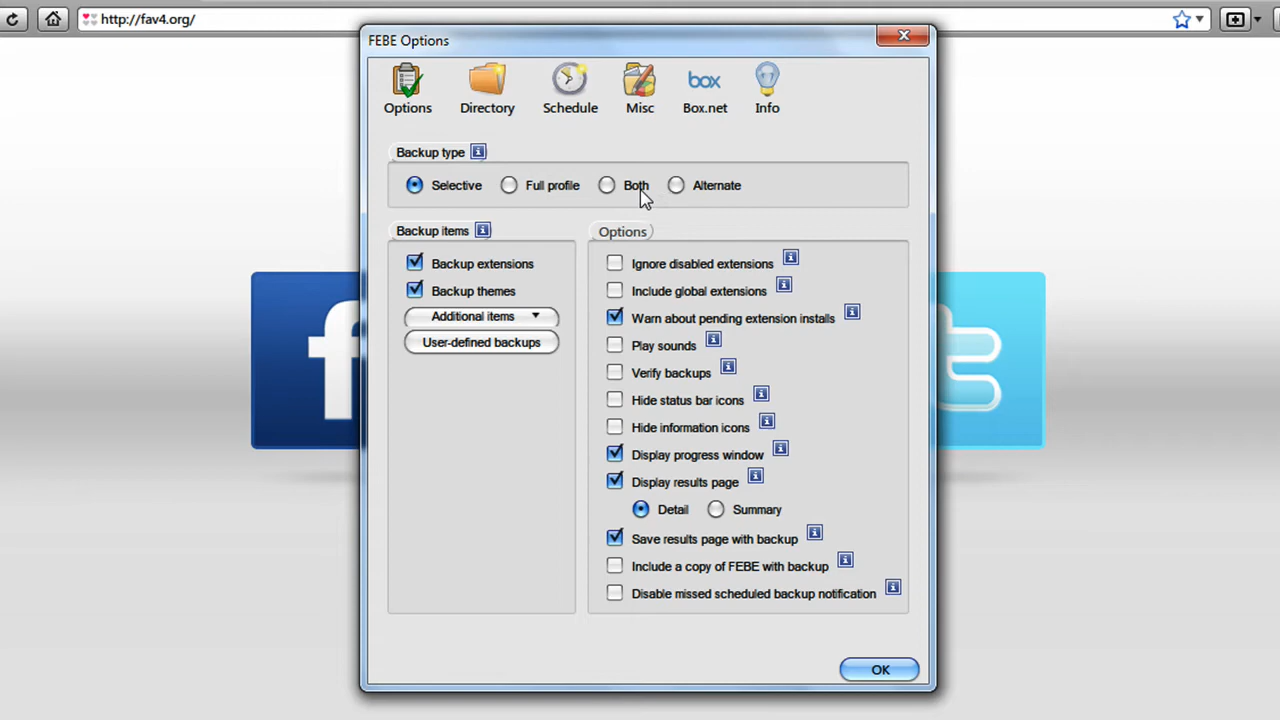 http://fav4.org/
FEBE Options
Options Directory Schedule Misc box Box.net Info
Backup type
Selective Full profile Both Alternate
Backup items
Backup extensions
Backup themes
Additional items
User-defined backups
Options
Ignore disabled extensions
Include global extensions
Warn about pending extension installs
Play sounds
Verify backups
Hide status bar icons
Hide information icons
Display progress window
Display results page
Detail Summary
Save results page with backup
Include a copy of FEBE with backup
Disable missed scheduled backup notification
OK